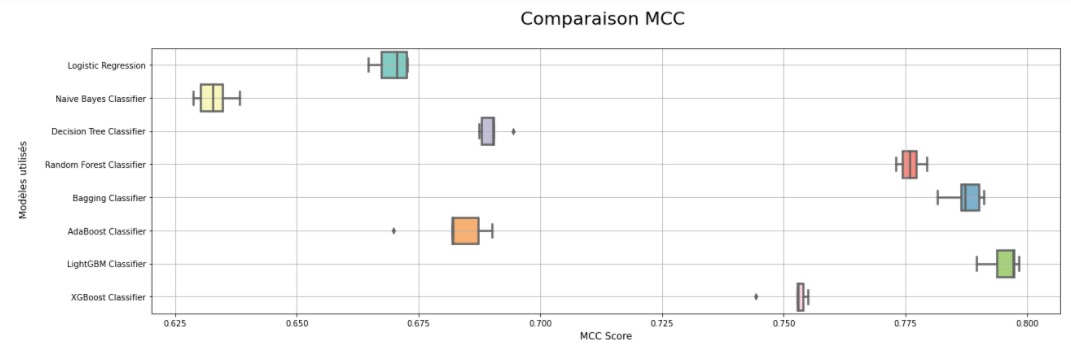 Comparaison MCC
Modèles utilisés
Logistic Regression
Naive Bayes Classifier
Decision Tree Classifier
Random Forest Classifier
Bagging Classifier
AdaBoost Classifier
LightGBM Classifier
XGBoost Classifier
0.625 0.650 0.675 0.700 0.725 0.750 0.775 0.800
MCC Score